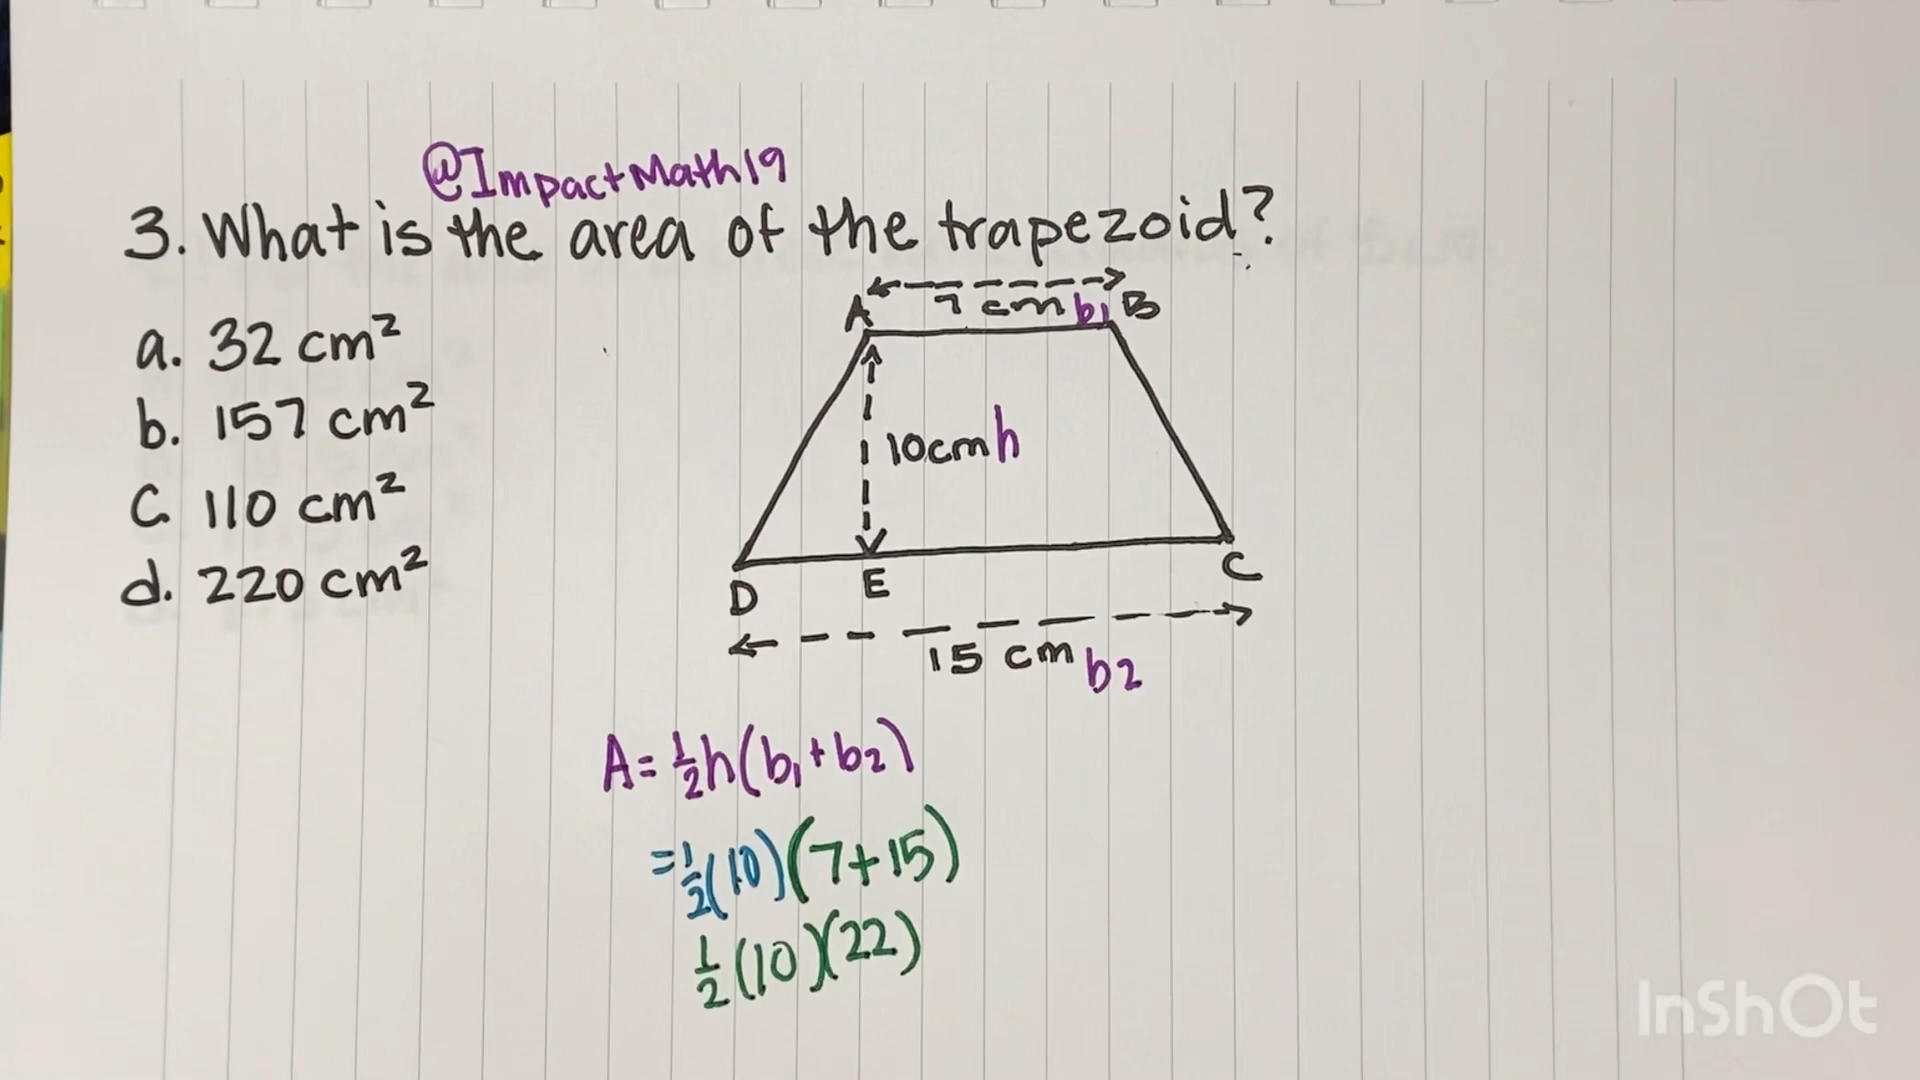 @ImpactMath19
3. What is the area of the trapezoid?
a. 32 cm²
b. 157 cm²
C. 110 cm²
d. 220 cm²
7 cm b₁
A
B
10cm h
D
E
C
15 cm b2
A = ½h(b₁ + b₂)
= ½(10)(7+15)
½(10)(22)
InShOt